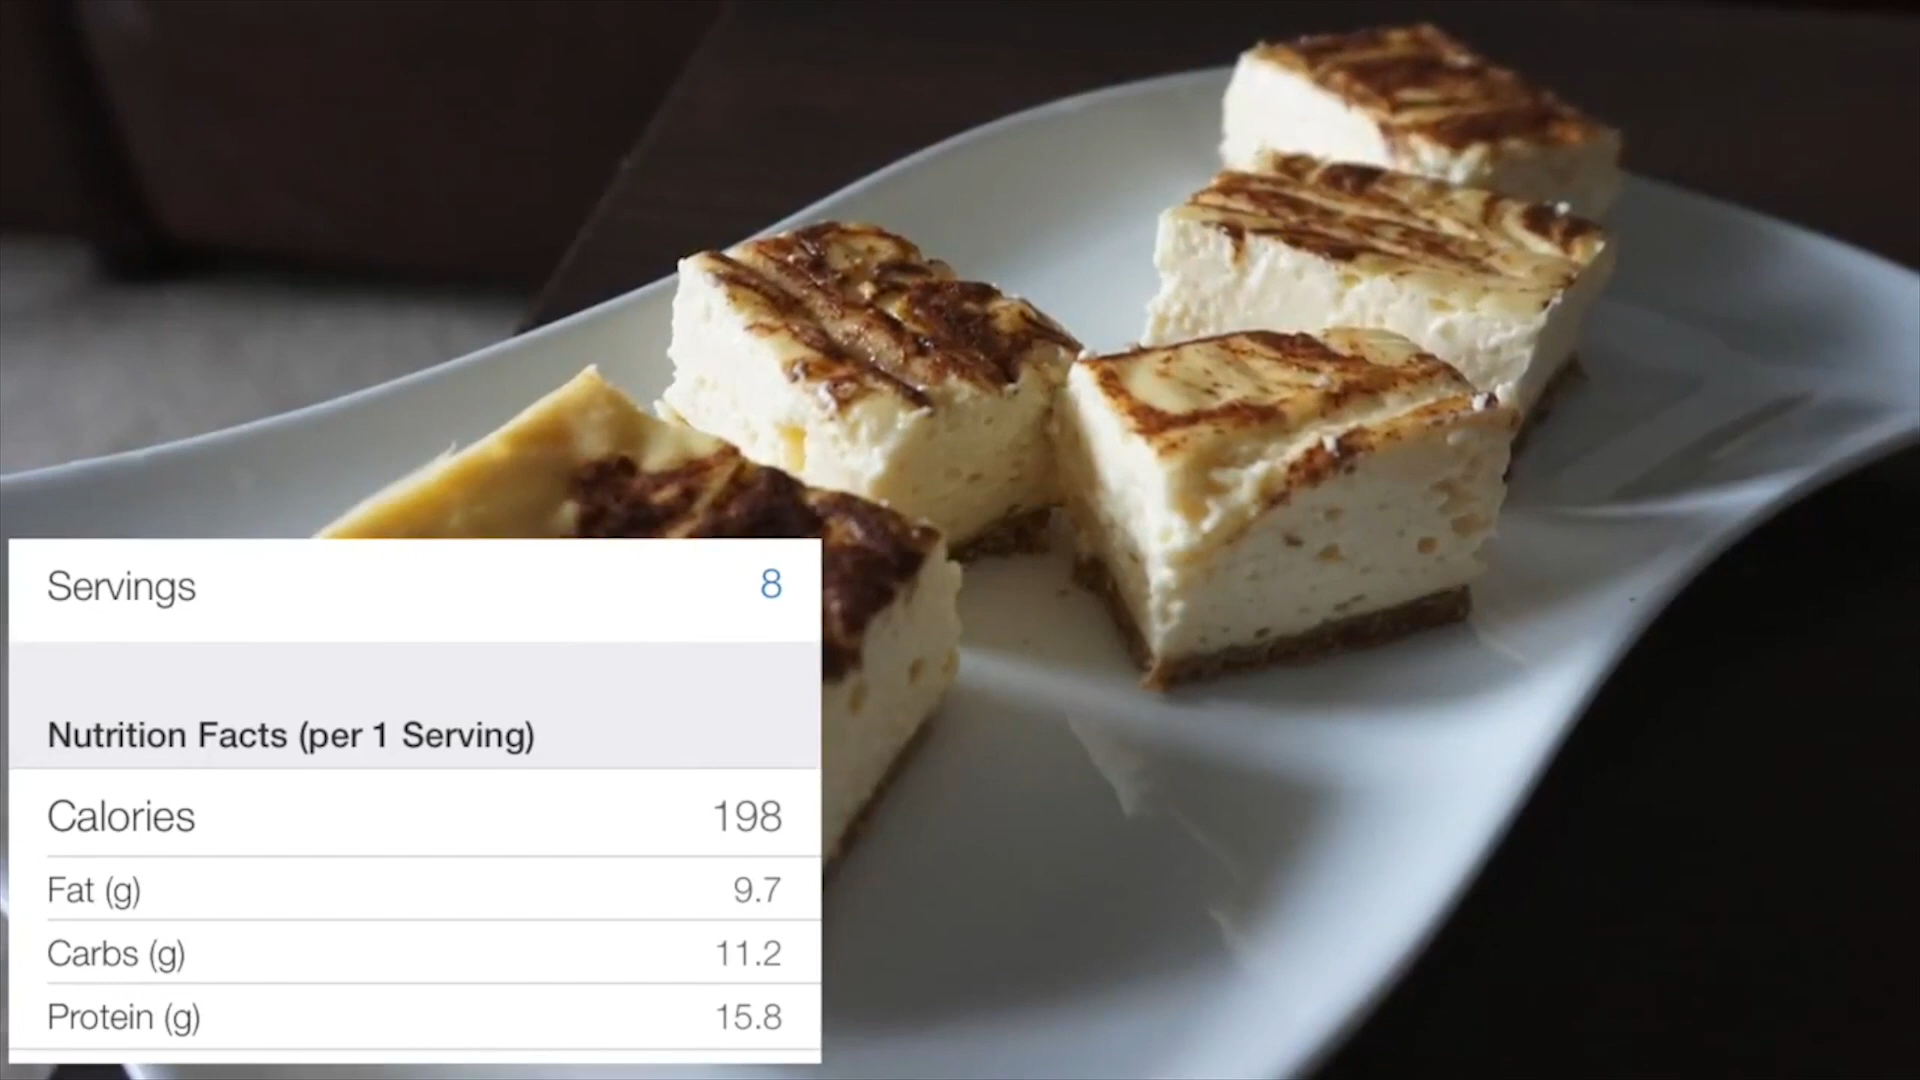 Servings 8
Nutrition Facts (per 1 Serving)
Calories 198
Fat (g) 9.7
Carbs (g) 11.2
Protein (g) 15.8